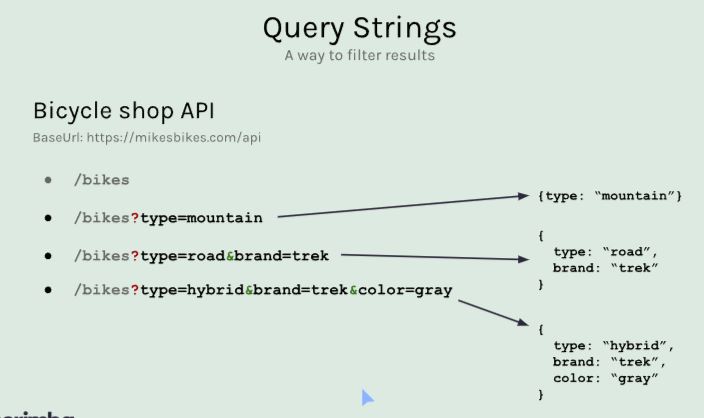 Query Strings
A way to filter results
Bicycle shop API
BaseUrl: https://mikesbikes.com/api
• /bikes
• /bikes?type=mountain
• /bikes?type=road&brand=trek
• /bikes?type=hybrid&brand=trek&color=gray
{type: “mountain”}
{
type: “road”,
brand: “trek”
}
{
type: “hybrid”,
brand: “trek”,
color: “gray”
}